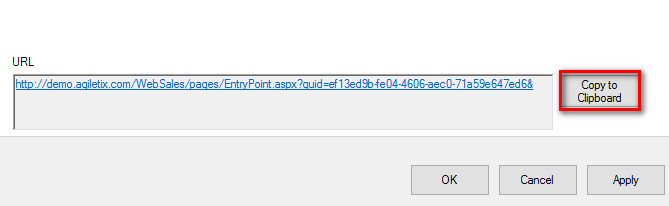 URL
http://demo.agiletix.com/WebSales/pages/EntryPoint.aspx?guid=ef13ed9b-fe04-4606-aec0-71a59e647ed6&
Copy to
Clipboard
OK
Cancel
Apply